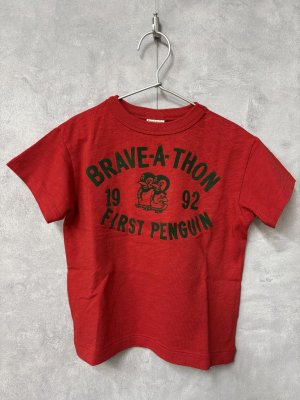 BRAVE-A-THON
19 92
FIRST PENGUIN